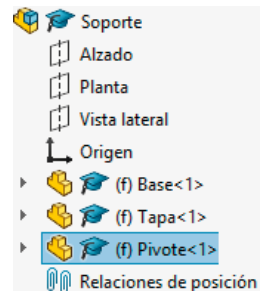 Soporte
Alzado
Planta
Vista lateral
Origen
(f) Base<1>
(f) Tapa<1>
(f) Pivote<1>
Relaciones de posición